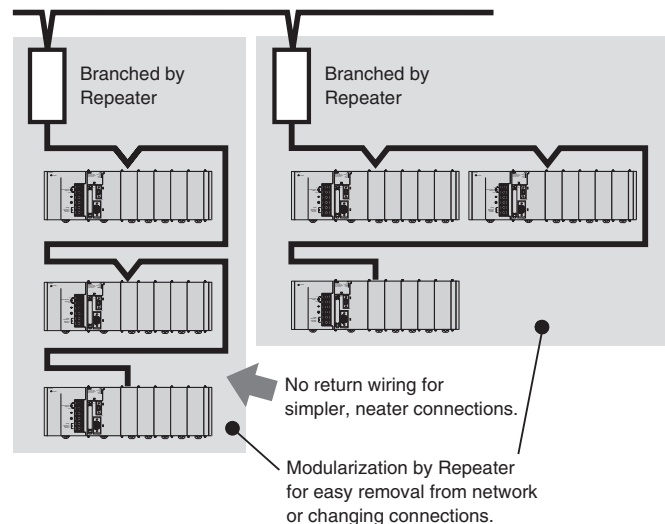 Branched by
Repeater
Branched by
Repeater
No return wiring for
simpler, neater connections.
Modularization by Repeater
for easy removal from network
or changing connections.